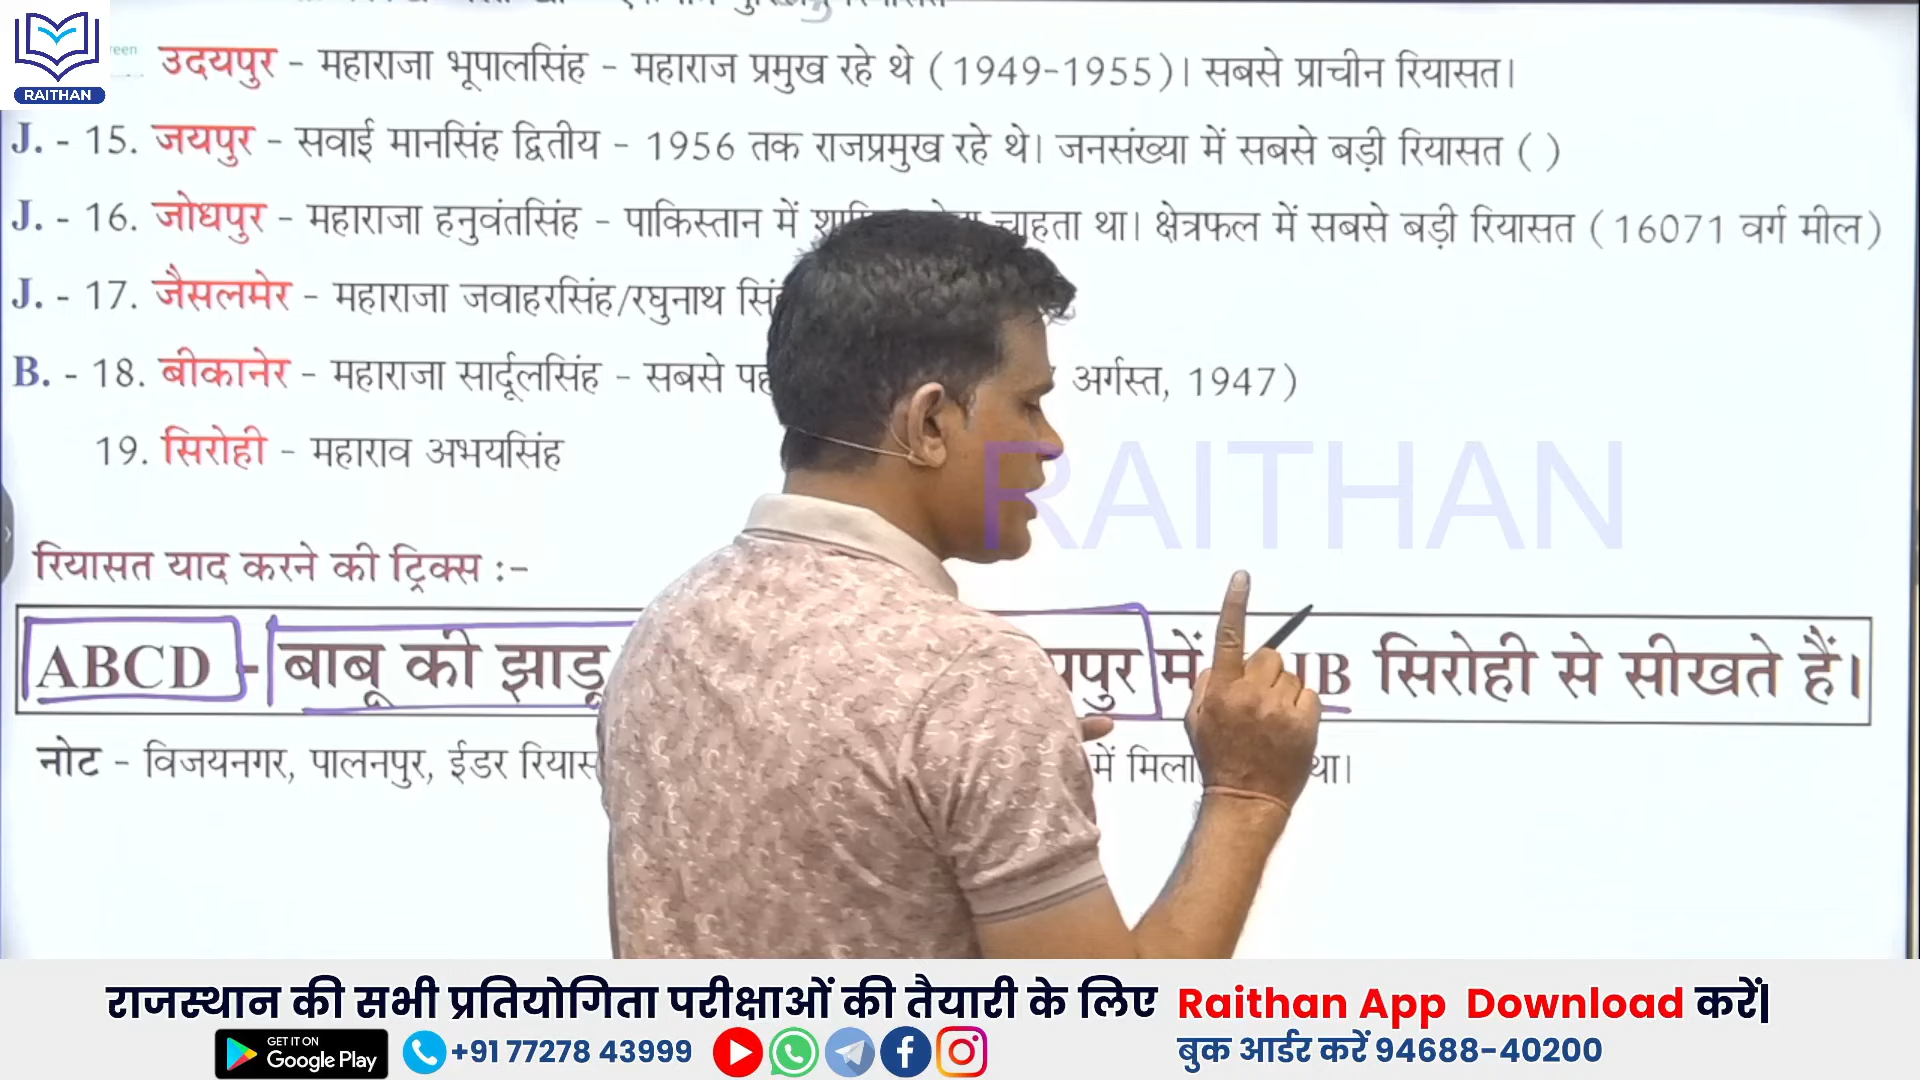 RAITHAN
reen
उदयपुर - महाराजा भूपालसिंह - महाराज प्रमुख रहे थे (1949-1955)। सबसे प्राचीन रियासत।
J. - 15. जयपुर - सवाई मानसिंह द्वितीय - 1956 तक राजप्रमुख रहे थे। जनसंख्या में सबसे बड़ी रियासत ( )
J. - 16. जोधपुर - महाराजा हनुवंतसिंह - पाकिस्तान में चाहता था। क्षेत्रफल में सबसे बड़ी रियासत (16071 वर्ग मील)
J. - 17. जैसलमेर - महाराजा जवाहरसिंह/रघुनाथ
B. - 18. बीकानेर - महाराजा सार्दूलसिंह - सबसे अर्गस्त, 1947)
19. सिरोही - महाराव अभयसिंह
RAITHAN
रियासत याद करने की ट्रिक्स :-
ABCD - बाबू की झाडू में JB सिरोही से सीखते हैं।
नोट - विजयनगर, पालनपुर, ईडर में था।
राजस्थान की सभी प्रतियोगिता परीक्षाओं की तैयारी के लिए Raithan App Download करें|
GET IT ON Google Play +91 77278 43999 बुक आर्डर करें 94688-40200